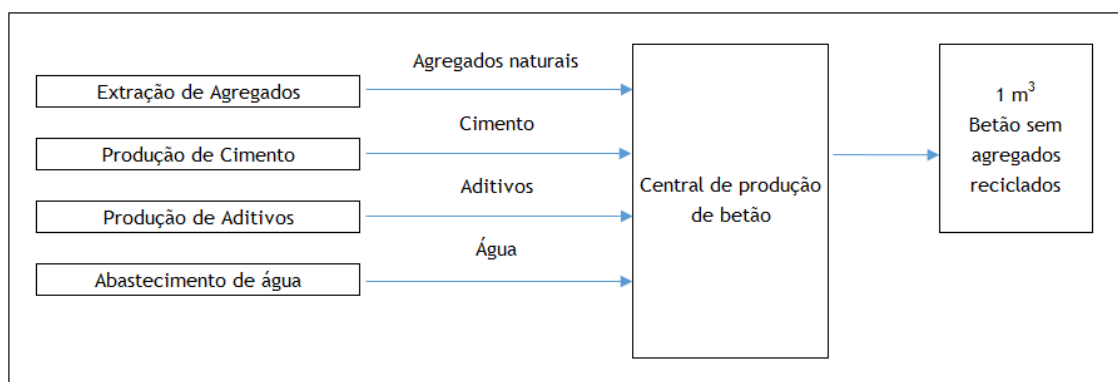 Extração de Agregados
Agregados naturais
Produção de Cimento
Cimento
Produção de Aditivos
Aditivos
Abastecimento de água
Água
Central de produção
de betão
1 m³
Betão sem
agregados
reciclados